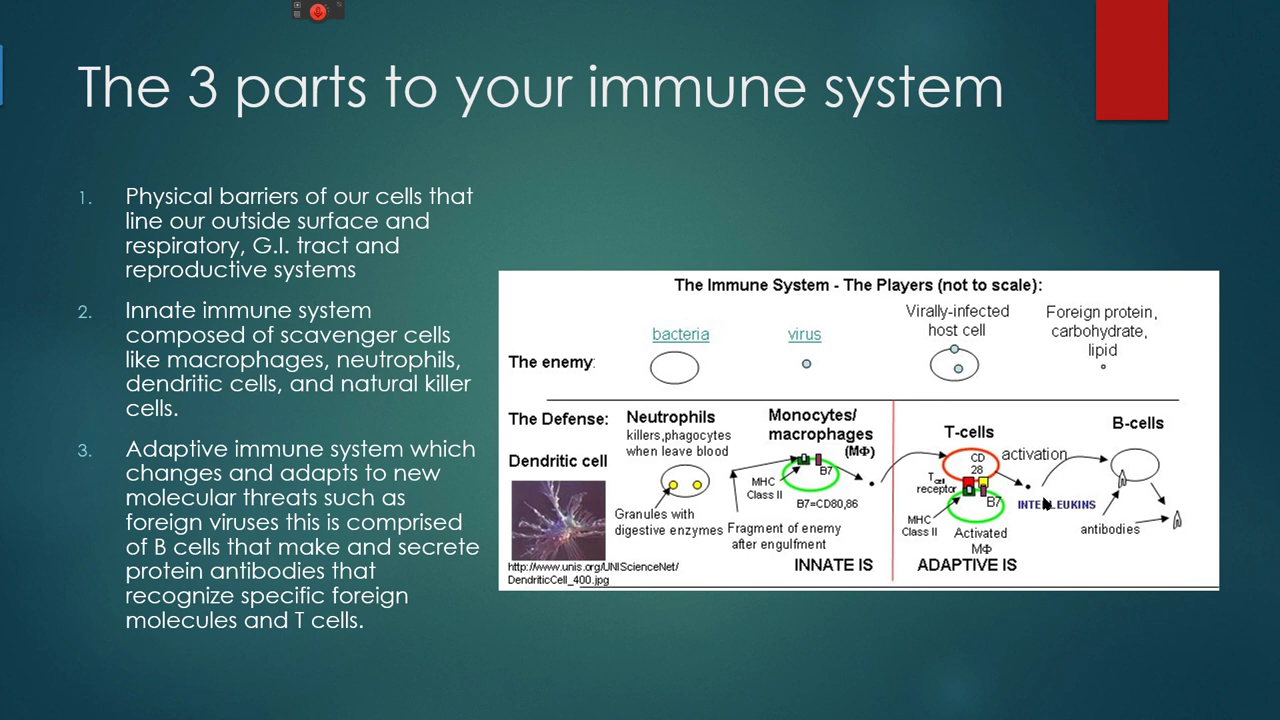 The 3 parts to your immune system
1. Physical barriers of our cells that
line our outside surface and
respiratory, G.I. tract and
reproductive systems
2. Innate immune system
composed of scavenger cells
like macrophages, neutrophils,
dendritic cells, and natural killer
cells.
3. Adaptive immune system which
changes and adapts to new
molecular threats such as
foreign viruses this is comprised
of B cells that make and secrete
protein antibodies that
recognize specific foreign
molecules and T cells.
The Immune System - The Players (not to scale):
The enemy:
bacteria
virus
Virally-infected
host cell
Foreign protein,
carbohydrate,
lipid
The Defense:
Dendritic cell
http://www.unis.org/UNIScienceNet/
DendriticCell_400.jpg
Neutrophils
killers,phagocytes
when leave blood
Granules with
digestive enzymes
Monocytes/
macrophages
(MΦ)
B7
MHC
Class II
B7=CD80,86
Fragment of enemy
after engulfment
INNATE IS
T-cells
CD
28
activation
T cell
receptor
B7
MHC
Class II
Activated
MΦ
ADAPTIVE IS
B-cells
antibodies